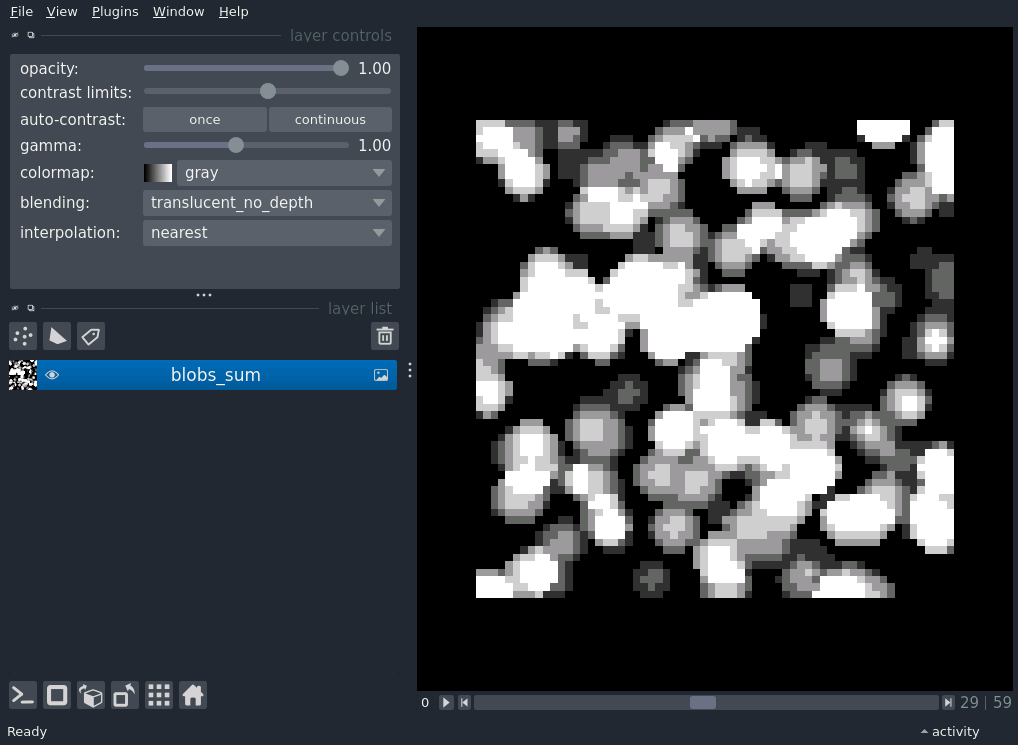 File View Plugins Window Help
layer controls
opacity: 1.00
contrast limits:
auto-contrast: once continuous
gamma: 1.00
colormap: gray
blending: translucent_no_depth
interpolation: nearest
layer list
blobs_sum
0 29 | 59
Ready activity